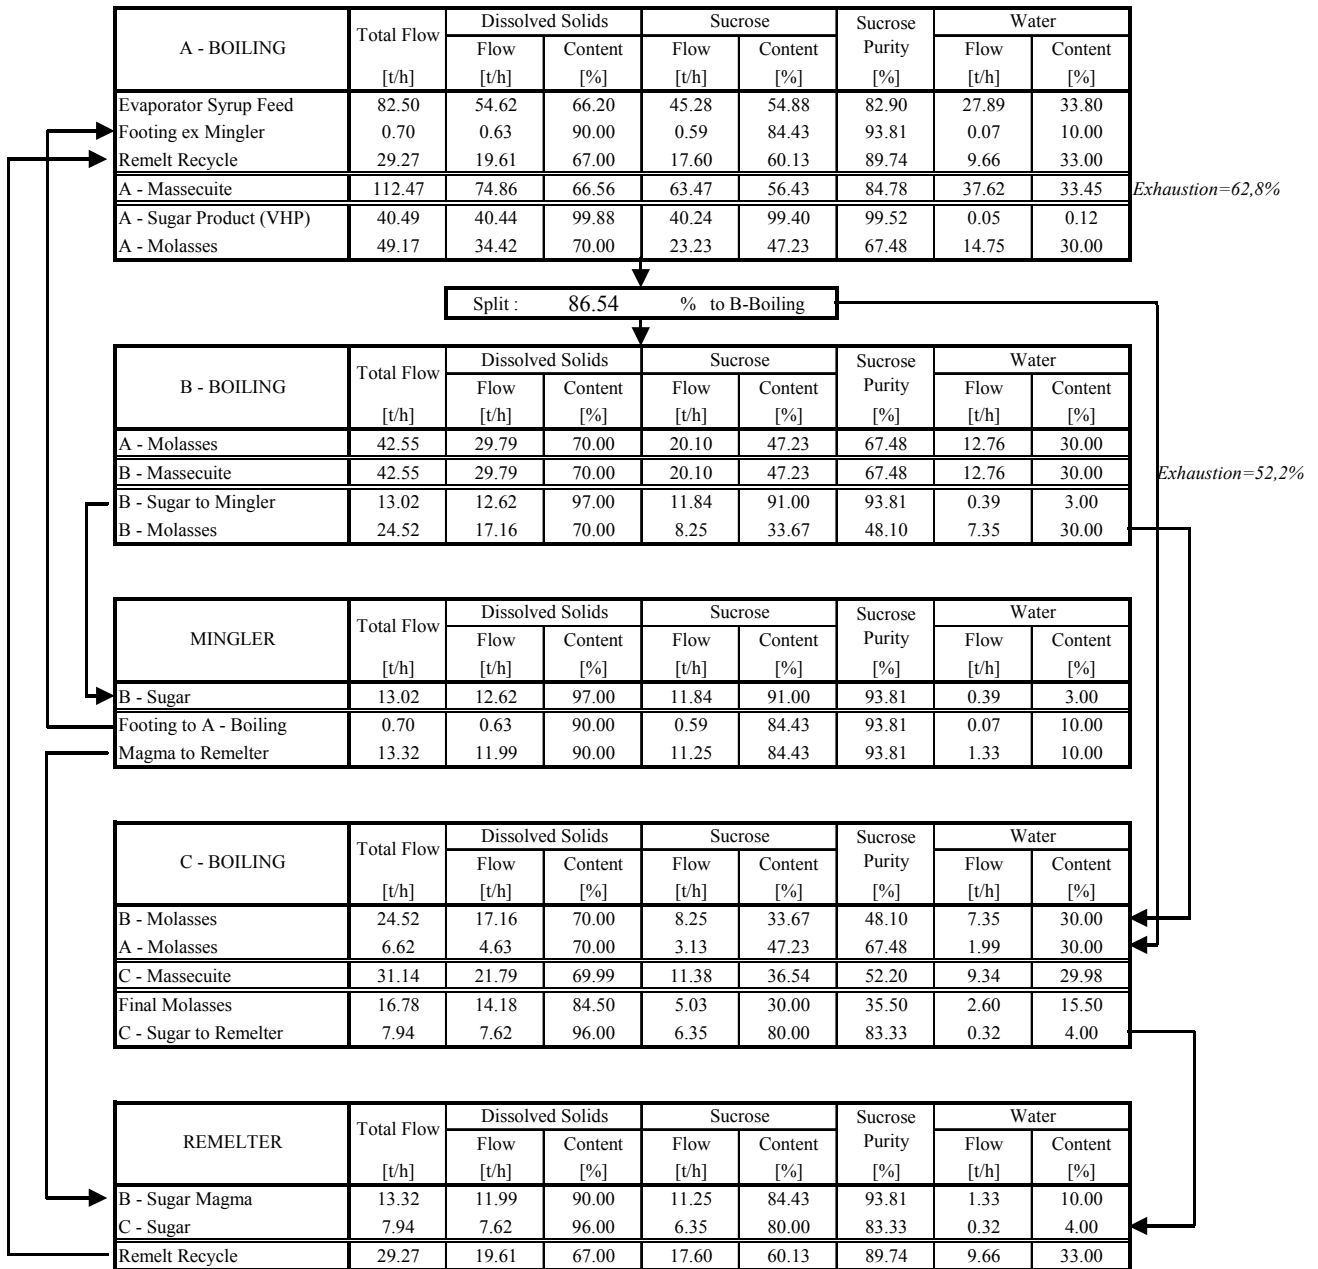 A - BOILING Total Flow Dissolved Solids Sucrose Sucrose Purity Water
Flow Content Flow Content Flow Content
[t/h] [t/h] [%] [t/h] [%] [%] [t/h] [%]
Evaporator Syrup Feed 82.50 54.62 66.20 45.28 54.88 82.90 27.89 33.80
Footing ex Mingler 0.70 0.63 90.00 0.59 84.43 93.81 0.07 10.00
Remelt Recycle 29.27 19.61 67.00 17.60 60.13 89.74 9.66 33.00
A - Massecuite 112.47 74.86 66.56 63.47 56.43 84.78 37.62 33.45 Exhaustion=62,8%
A - Sugar Product (VHP) 40.49 40.44 99.88 40.24 99.40 99.52 0.05 0.12
A - Molasses 49.17 34.42 70.00 23.23 47.23 67.48 14.75 30.00
Split : 86.54 % to B-Boiling
B - BOILING Total Flow Dissolved Solids Sucrose Sucrose Purity Water
Flow Content Flow Content Flow Content
[t/h] [t/h] [%] [t/h] [%] [%] [t/h] [%]
A - Molasses 42.55 29.79 70.00 20.10 47.23 67.48 12.76 30.00
B - Massecuite 42.55 29.79 70.00 20.10 47.23 67.48 12.76 30.00 Exhaustion=52,2%
B - Sugar to Mingler 13.02 12.62 97.00 11.84 91.00 93.81 0.39 3.00
B - Molasses 24.52 17.16 70.00 8.25 33.67 48.10 7.35 30.00
MINGLER Total Flow Dissolved Solids Sucrose Sucrose Purity Water
Flow Content Flow Content Flow Content
[t/h] [t/h] [%] [t/h] [%] [%] [t/h] [%]
B - Sugar 13.02 12.62 97.00 11.84 91.00 93.81 0.39 3.00
Footing to A - Boiling 0.70 0.63 90.00 0.59 84.43 93.81 0.07 10.00
Magma to Remelter 13.32 11.99 90.00 11.25 84.43 93.81 1.33 10.00
C - BOILING Total Flow Dissolved Solids Sucrose Sucrose Purity Water
Flow Content Flow Content Flow Content
[t/h] [t/h] [%] [t/h] [%] [%] [t/h] [%]
B - Molasses 24.52 17.16 70.00 8.25 33.67 48.10 7.35 30.00
A - Molasses 6.62 4.63 70.00 3.13 47.23 67.48 1.99 30.00
C - Massecuite 31.14 21.79 69.99 11.38 36.54 52.20 9.34 29.98
Final Molasses 16.78 14.18 84.50 5.03 30.00 35.50 2.60 15.50
C - Sugar to Remelter 7.94 7.62 96.00 6.35 80.00 83.33 0.32 4.00
REMELTER Total Flow Dissolved Solids Sucrose Sucrose Purity Water
Flow Content Flow Content Flow Content
[t/h] [t/h] [%] [t/h] [%] [%] [t/h] [%]
B - Sugar Magma 13.32 11.99 90.00 11.25 84.43 93.81 1.33 10.00
C - Sugar 7.94 7.62 96.00 6.35 80.00 83.33 0.32 4.00
Remelt Recycle 29.27 19.61 67.00 17.60 60.13 89.74 9.66 33.00